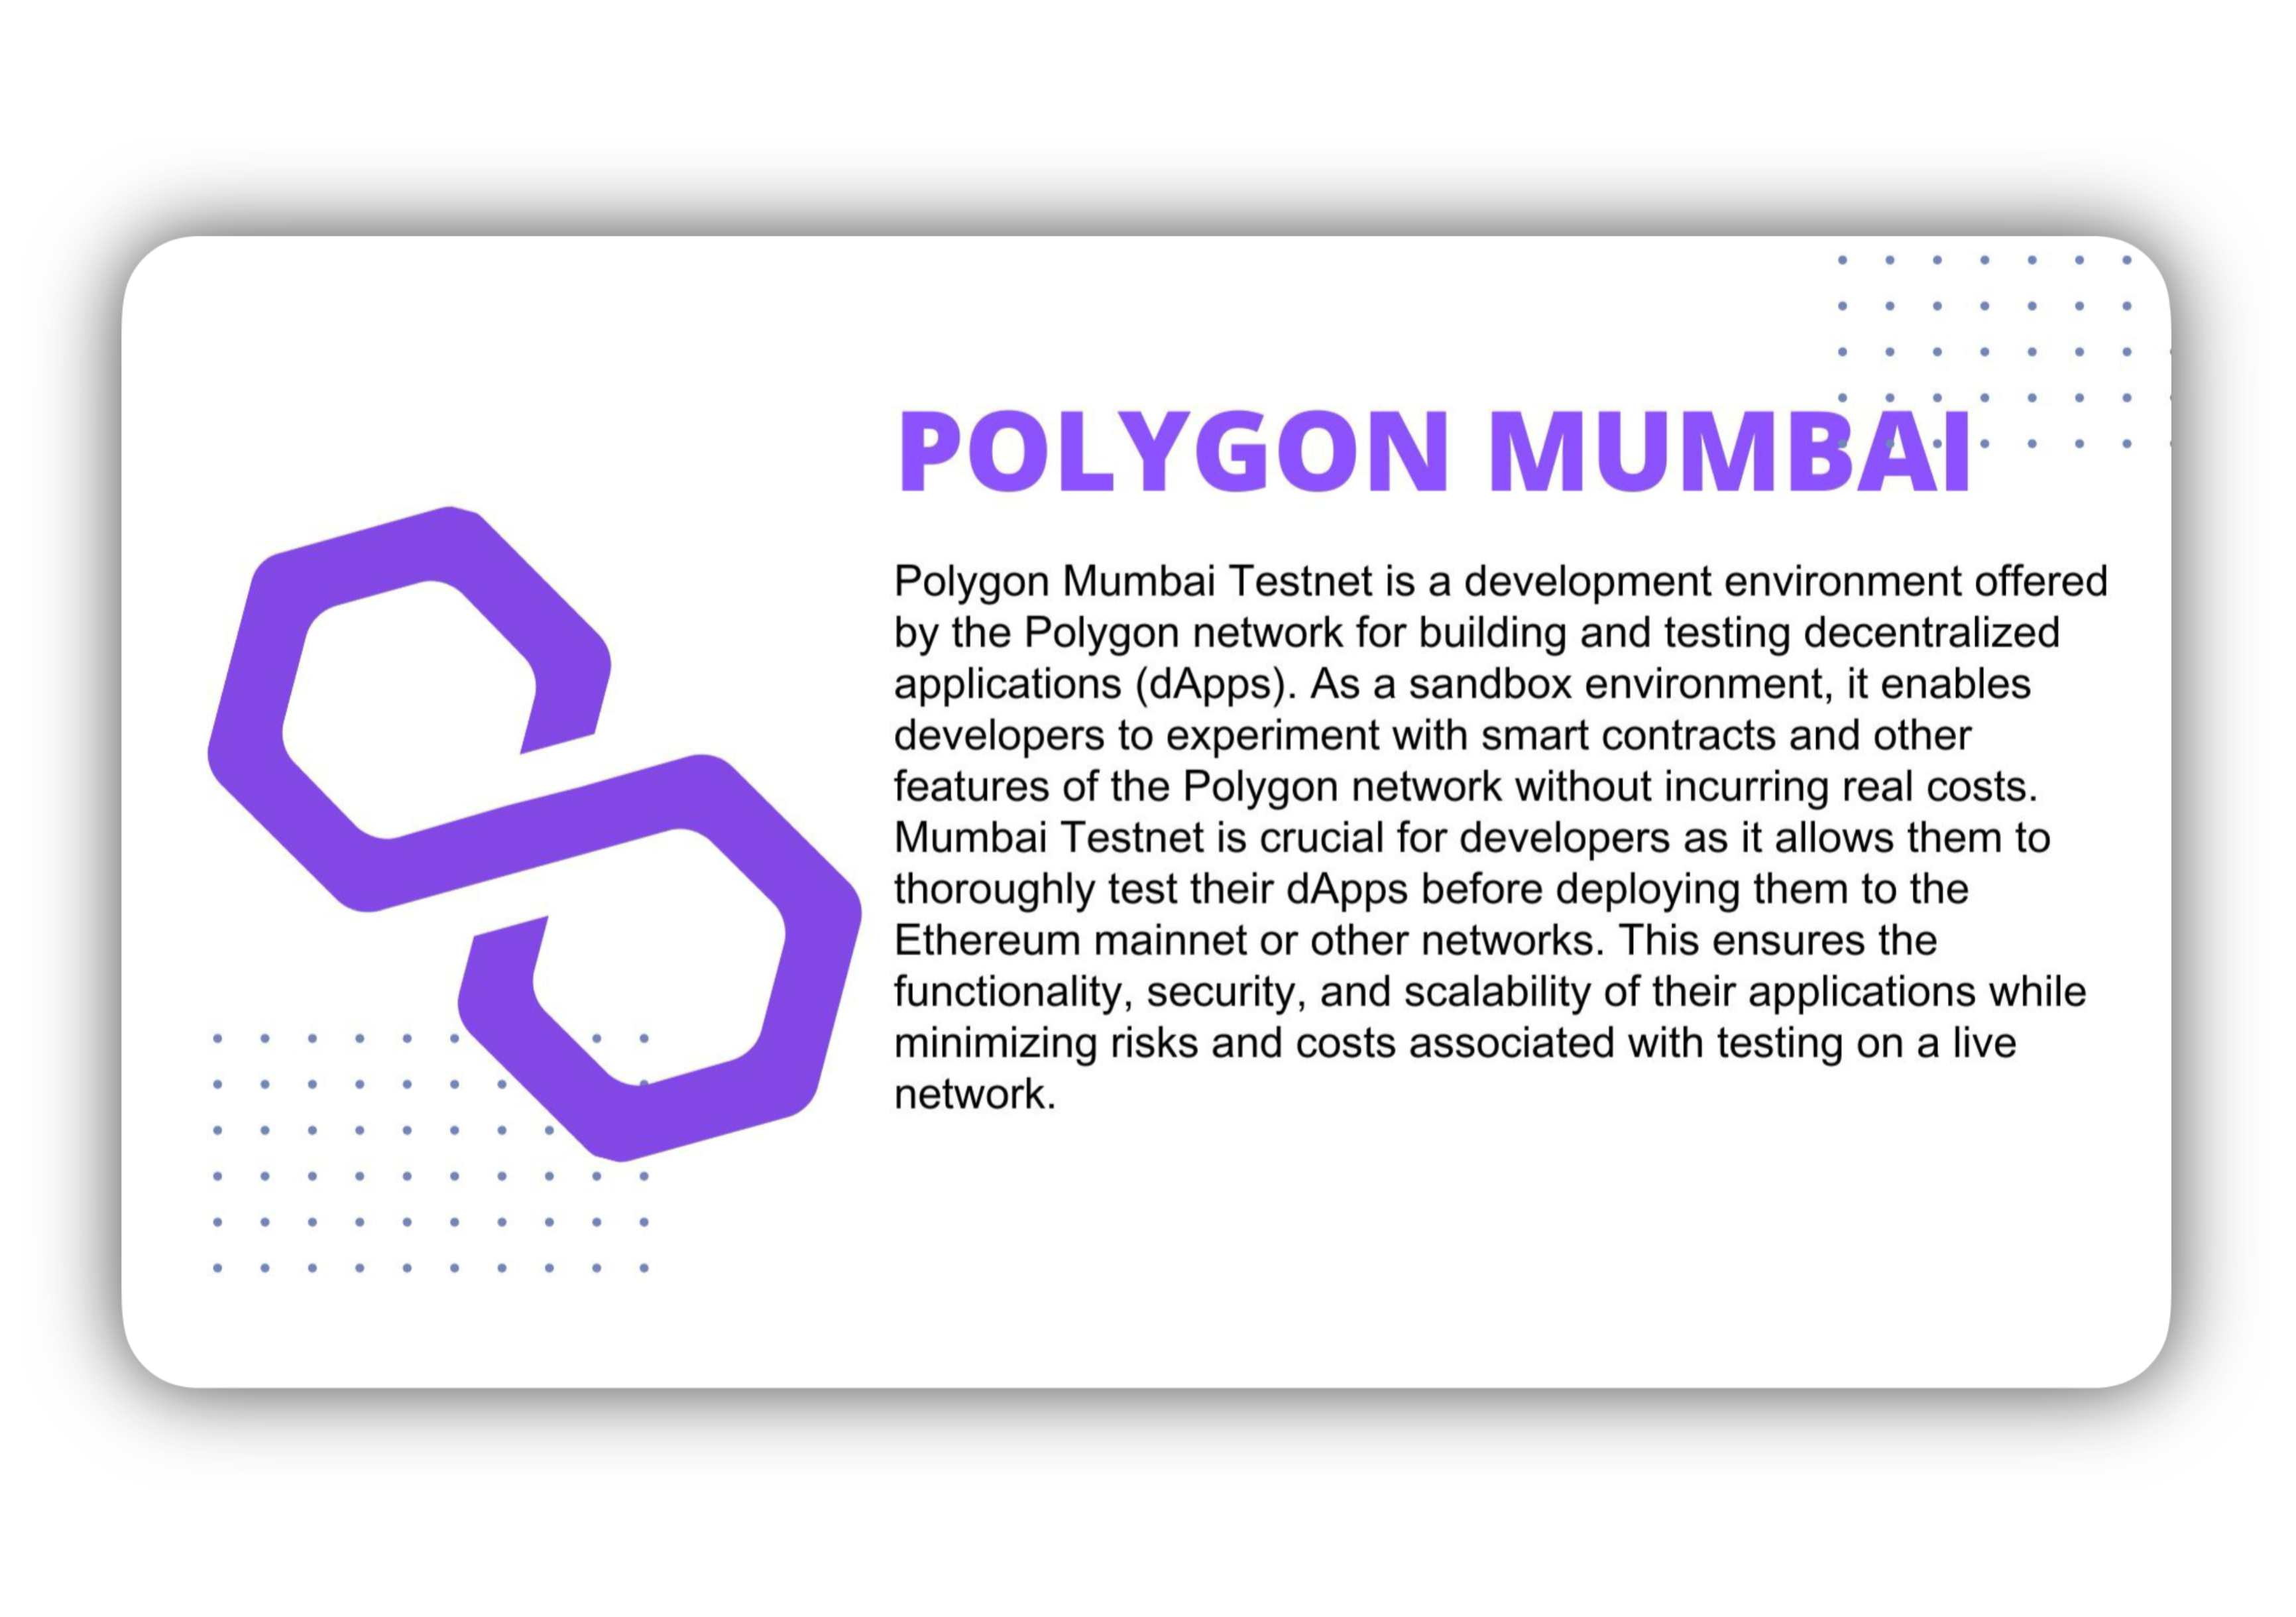 POLYGON MUMBAI
Polygon Mumbai Testnet is a development environment offered
by the Polygon network for building and testing decentralized
applications (dApps). As a sandbox environment, it enables
developers to experiment with smart contracts and other
features of the Polygon network without incurring real costs.
Mumbai Testnet is crucial for developers as it allows them to
thoroughly test their dApps before deploying them to the
Ethereum mainnet or other networks. This ensures the
functionality, security, and scalability of their applications while
minimizing risks and costs associated with testing on a live
network.